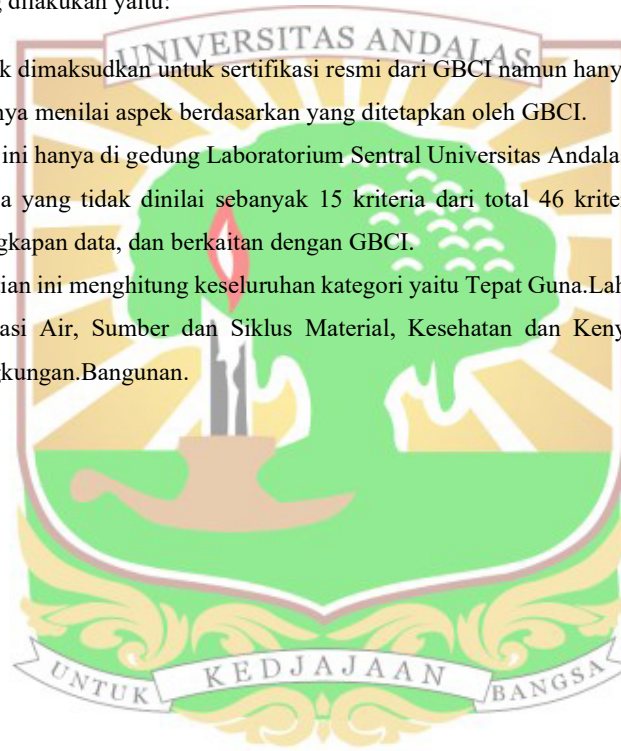 dilakukan yaitu:
UNIVERSITAS ANDALAS
k dimaksudkan untuk sertifikasi resmi dari GBCI namun hany
nya menilai aspek berdasarkan yang ditetapkan oleh GBCI.
ini hanya di gedung Laboratorium Sentral Universitas Andala
a yang tidak dinilai sebanyak 15 kriteria dari total 46 krite
gkapan data, dan berkaitan dengan GBCI.
tian ini menghitung keseluruhan kategori yaitu Tepat Guna.Lah
asi Air, Sumber dan Siklus Material, Kesehatan dan Keny
gkungan.Bangunan.
UNTUK KEDJAJAAN BANGSA